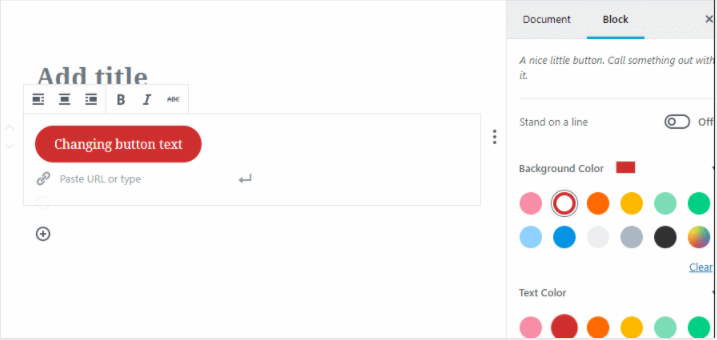 Document
Block
A nice little button. Call something out with
it.
Add title
B I ABC
Stand on a line
Off
Changing button text
Background Color
Paste URL or type
Clear
Text Color